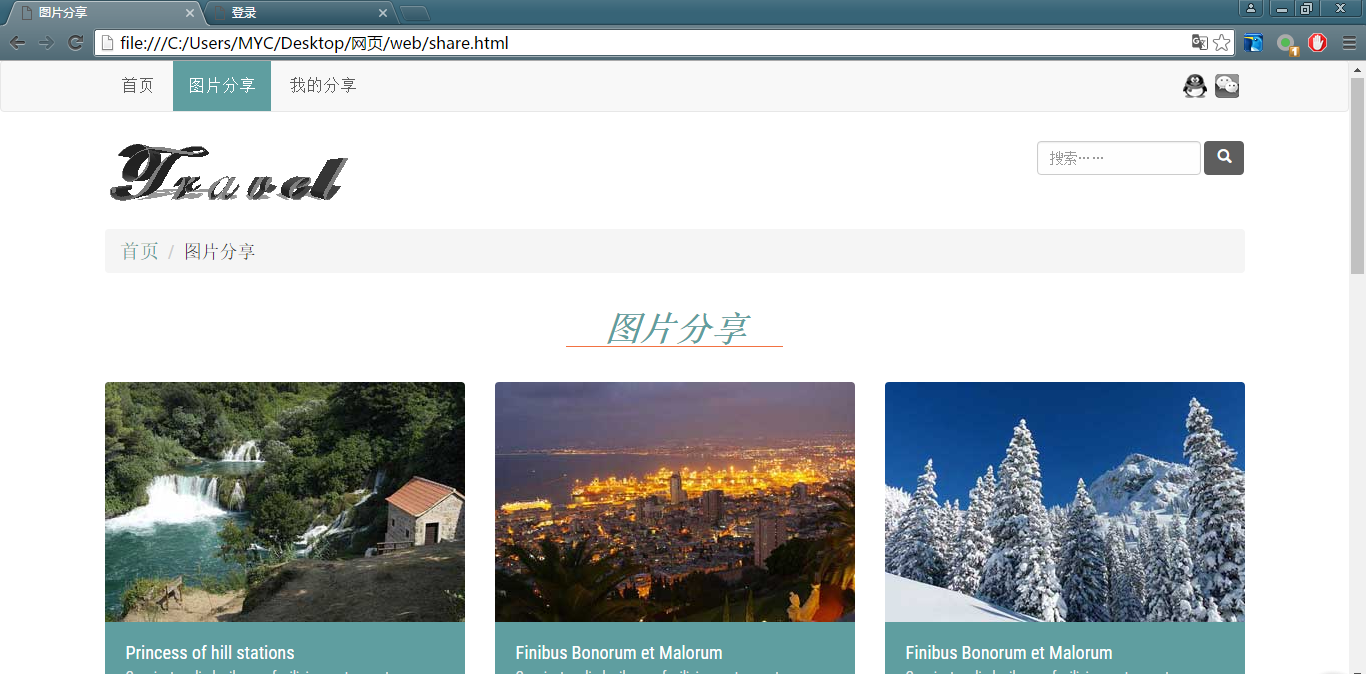 图片分享
登录
file:///C:/Users/MYC/Desktop/网页/web/share.html
1
首页 图片分享 我的分享
Travel
搜索……
首页 / 图片分享
图片分享
Princess of hill stations
Finibus Bonorum et Malorum
Finibus Bonorum et Malorum